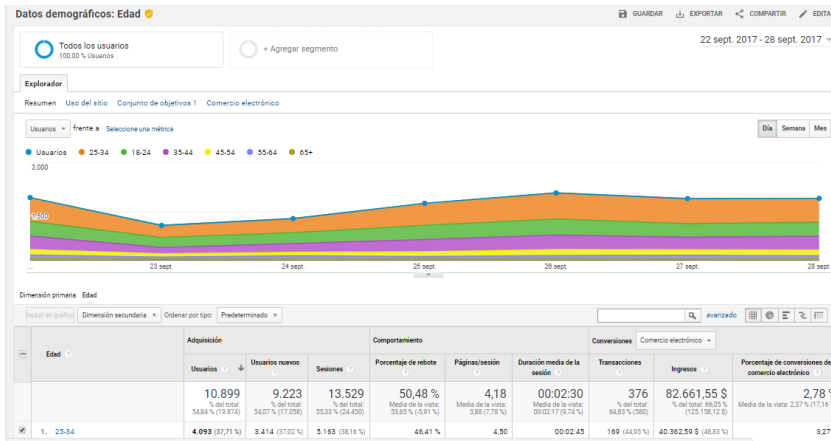 Datos demográficos: Edad
GUARDAR EXPORTAR COMPARTIR EDITA
Todos los usuarios
100,00 % Usuarios
+ Agregar segmento
22 sept. 2017 - 28 sept. 2017
Explorador
Resumen Uso del sitio Conjunto de objetivos 1 Comercio electrónico
Usuarios frente a Seleccione una métrica
Día Semana Mes
Usuarios 25-34 18-24 35-44 45-54 55-64 65+
3.000
1.500
... 23 sept. 24 sept. 25 sept. 26 sept. 27 sept. 28 sept.
Dimensión primaria: Edad
Incluir en gráfico Dimensión secundaria Ordenar por tipo: Predeterminado
avanzado
Edad
Adquisición Comportamiento Conversiones Comercio electrónico
Usuarios Usuarios nuevos Sesiones Porcentaje de rebote Páginas/sesión Duración media de la sesión Transacciones Ingresos Porcentaje de conversiones de comercio electrónico
10.899 9.223 13.529 50,48 % 4,18 00:02:30 376 82.661,55 $ 2,78 %
% del total: % del total: % del total: Media de la vista: Media de la vista: Media de la vista: % del total: % del total: 66,05 % Media de la vista: 2,37 % (17,16
54,84 % (19.874) 54,07 % (17.058) 55,33 % (24.450) 53,65 % (-5,91 %) 3,88 (7,78 %) 00:02:17 (9,74 %) 64,83 % (580) (125.158,12 $)
1. 25-34 4.093 (37,71 %) 3.414 (37,02 %) 5.163 (38,16 %) 46,41 % 4,50 00:02:45 169 (44,95 %) 40.362,59 $ (48,83 %) 3,27